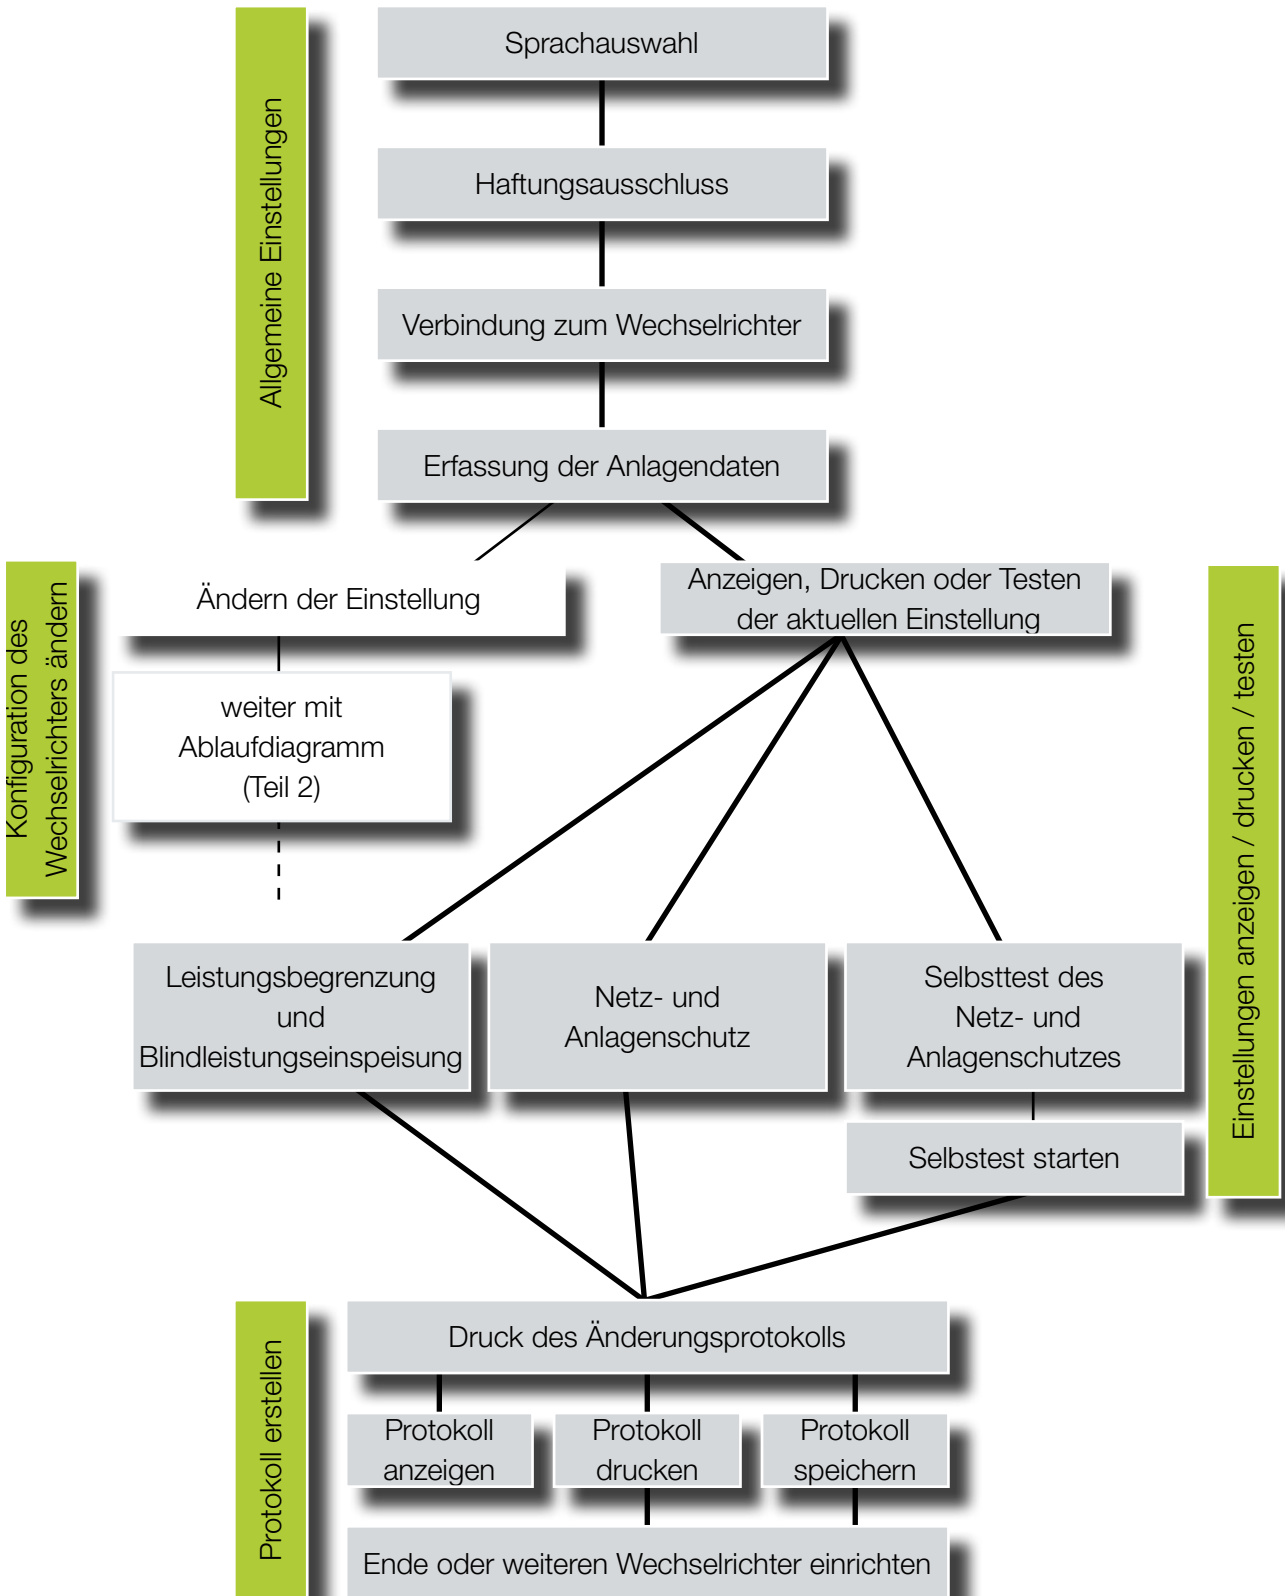 Allgemeine Einstellungen
Sprachauswahl
Haftungsausschluss
Verbindung zum Wechselrichter
Erfassung der Anlagendaten
Konfiguration des
Wechselrichters ändern
Ändern der Einstellung
weiter mit
Ablaufdiagramm
(Teil 2)
Anzeigen, Drucken oder Testen
der aktuellen Einstellung
Einstellungen anzeigen / drucken / testen
Leistungsbegrenzung
und
Blindleistungseinspeisung
Netz- und
Anlagenschutz
Selbsttest des
Netz- und
Anlagenschutzes
Selbstest starten
Protokoll erstellen
Druck des Änderungsprotokolls
Protokoll
anzeigen
Protokoll
drucken
Protokoll
speichern
Ende oder weiteren Wechselrichter einrichten